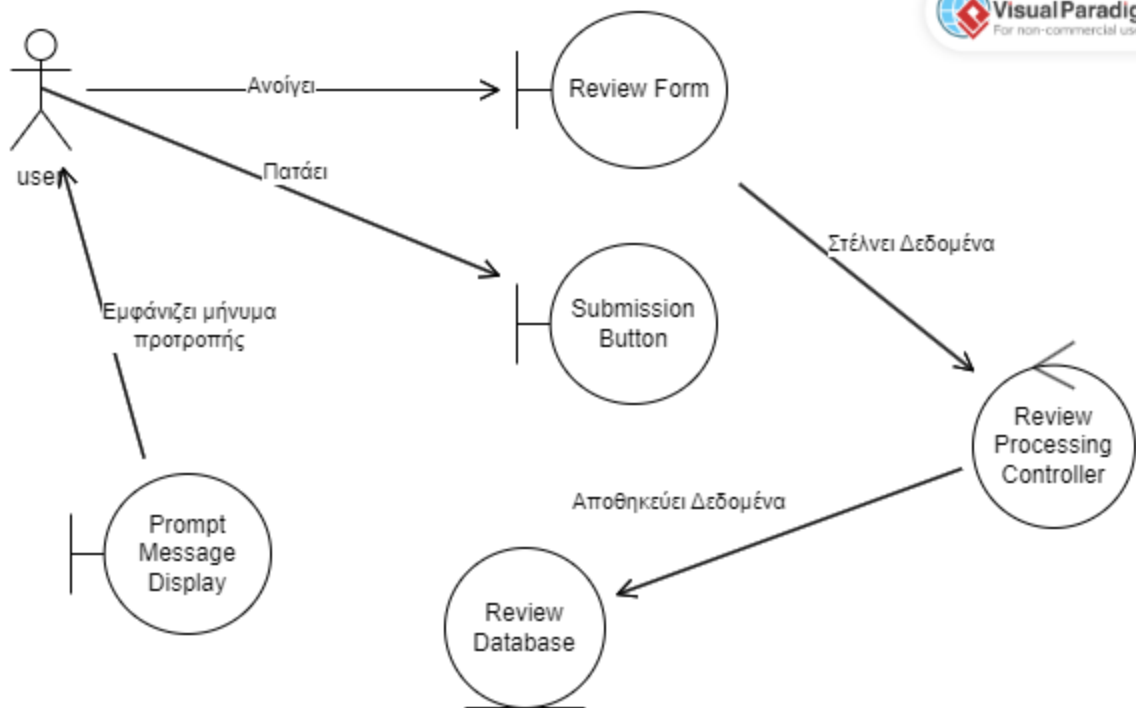 Visual Paradig
For non-commercial use
Ανοίγει
Review Form
user
Πατάει
Στέλνει Δεδομένα
Εμφάνιζει μήνυμα
προτροπής
Submission
Button
Review
Processing
Controller
Αποθηκεύει Δεδομένα
Prompt
Message
Display
Review
Database